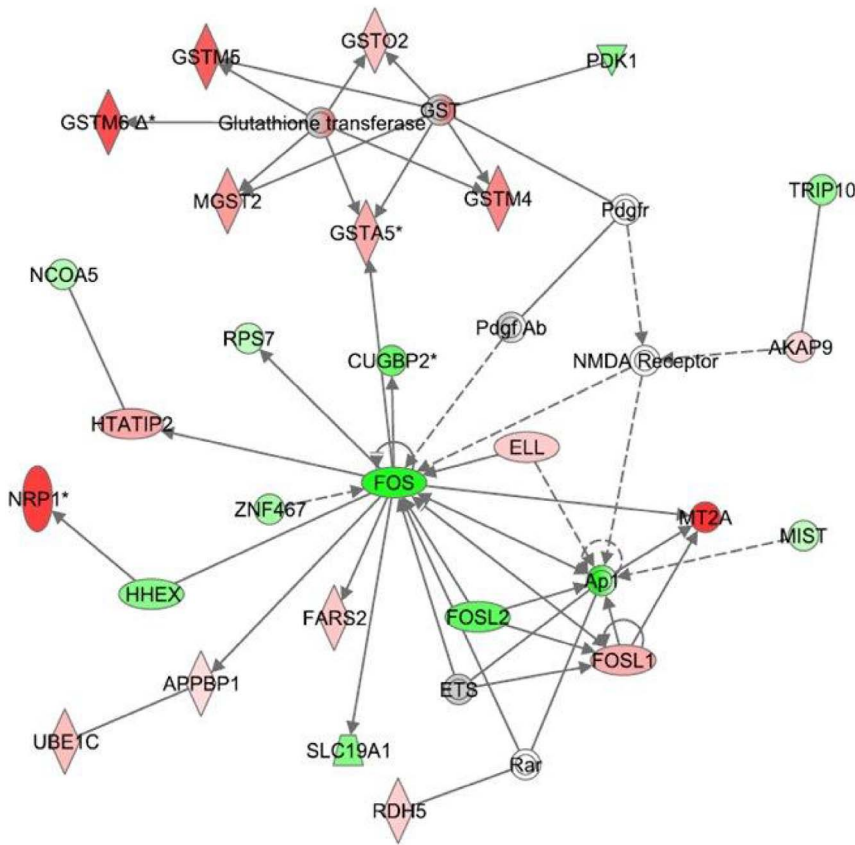 GSTO2
GSTM5
PDK1
GST
GSTM6 Δ*
Glutathione transferase
TRIP10
MGST2
GSTM4
Pdgfr
GSTA5*
NCOA5
Pdgf Ab
RPS7
CUGBP2*
NMDA Receptor
AKAP9
HTATIP2
ELL
FOS
NRP1*
ZNF467
MT2A
MIST
Ap1
HHEX
FARS2
FOSL2
FOSL1
APPBP1
ETS
UBE1C
SLC19A1
Rar
RDH5